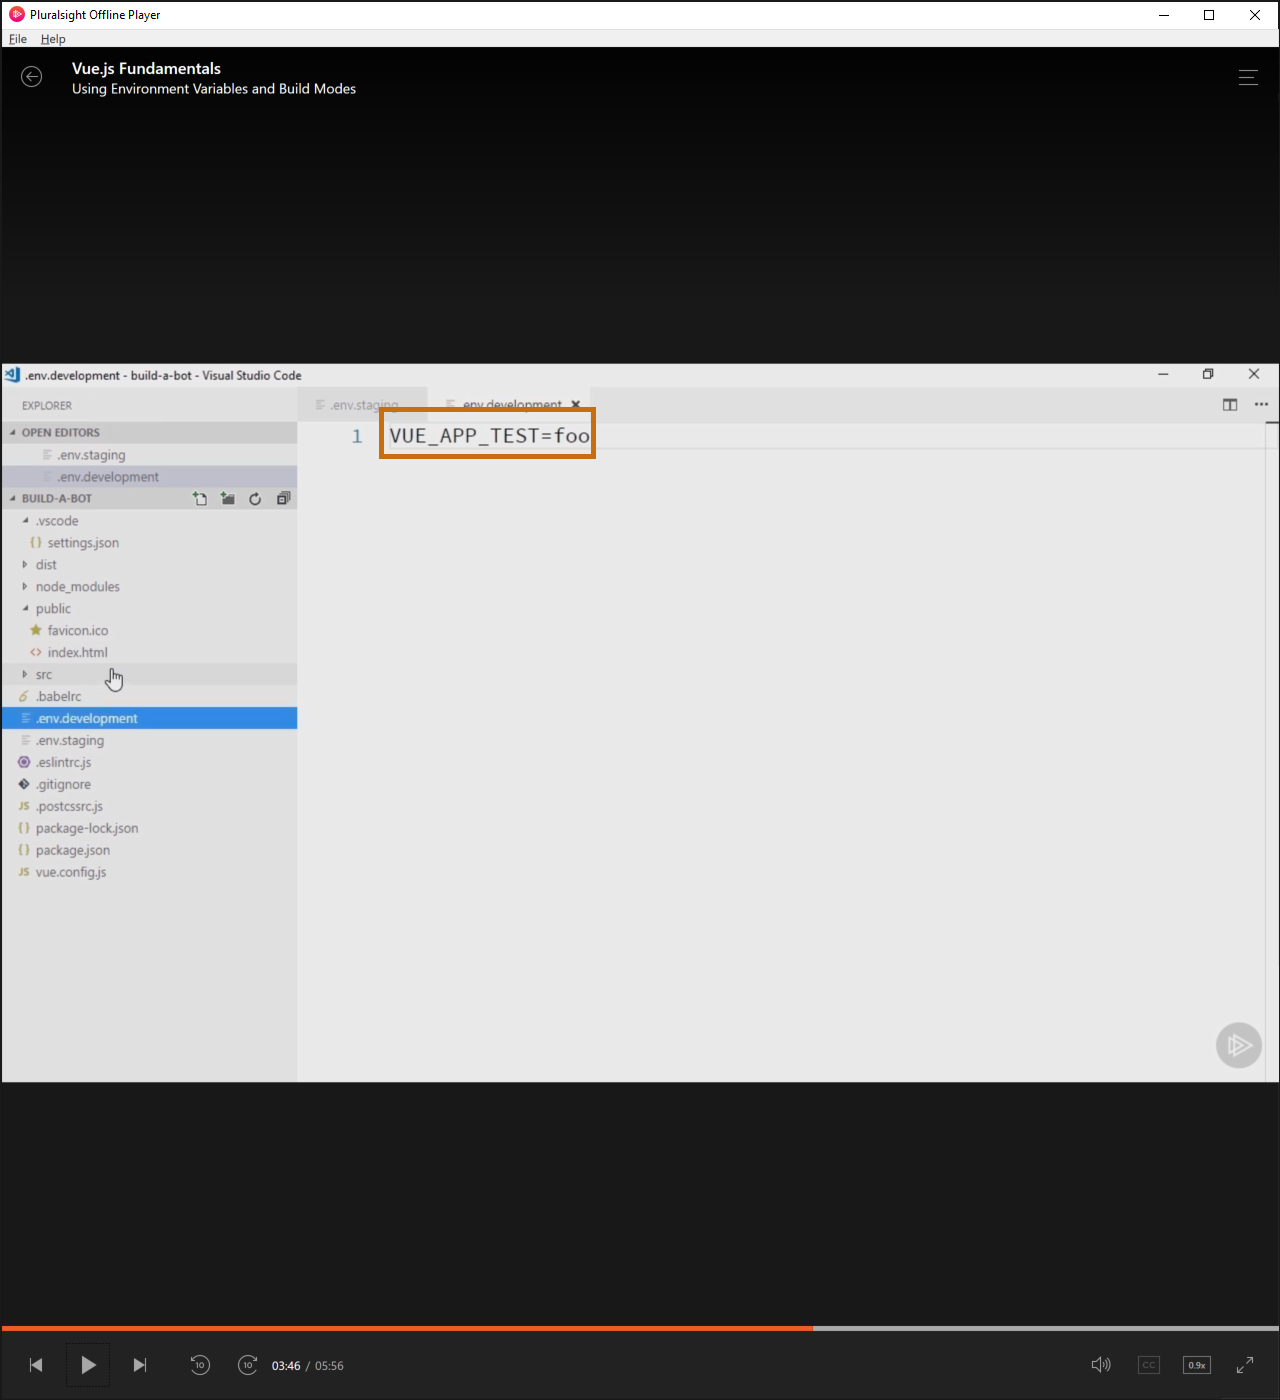 Pluralsight Offline Player
File Help
Vue.js Fundamentals
Using Environment Variables and Build Modes
.env.development - build-a-bot - Visual Studio Code
EXPLORER
.env.staging
.env.development
OPEN EDITORS
.env.staging
.env.development
1 VUE_APP_TEST=foo
BUILD-A-BOT
.vscode
{} settings.json
dist
node_modules
public
favicon.ico
<> index.html
src
.babelrc
.env.development
.env.staging
.eslintrc.js
.gitignore
JS .postcssrc.js
{} package-lock.json
{} package.json
JS vue.config.js
10 10 03:46 / 05:56 CC 0.9x